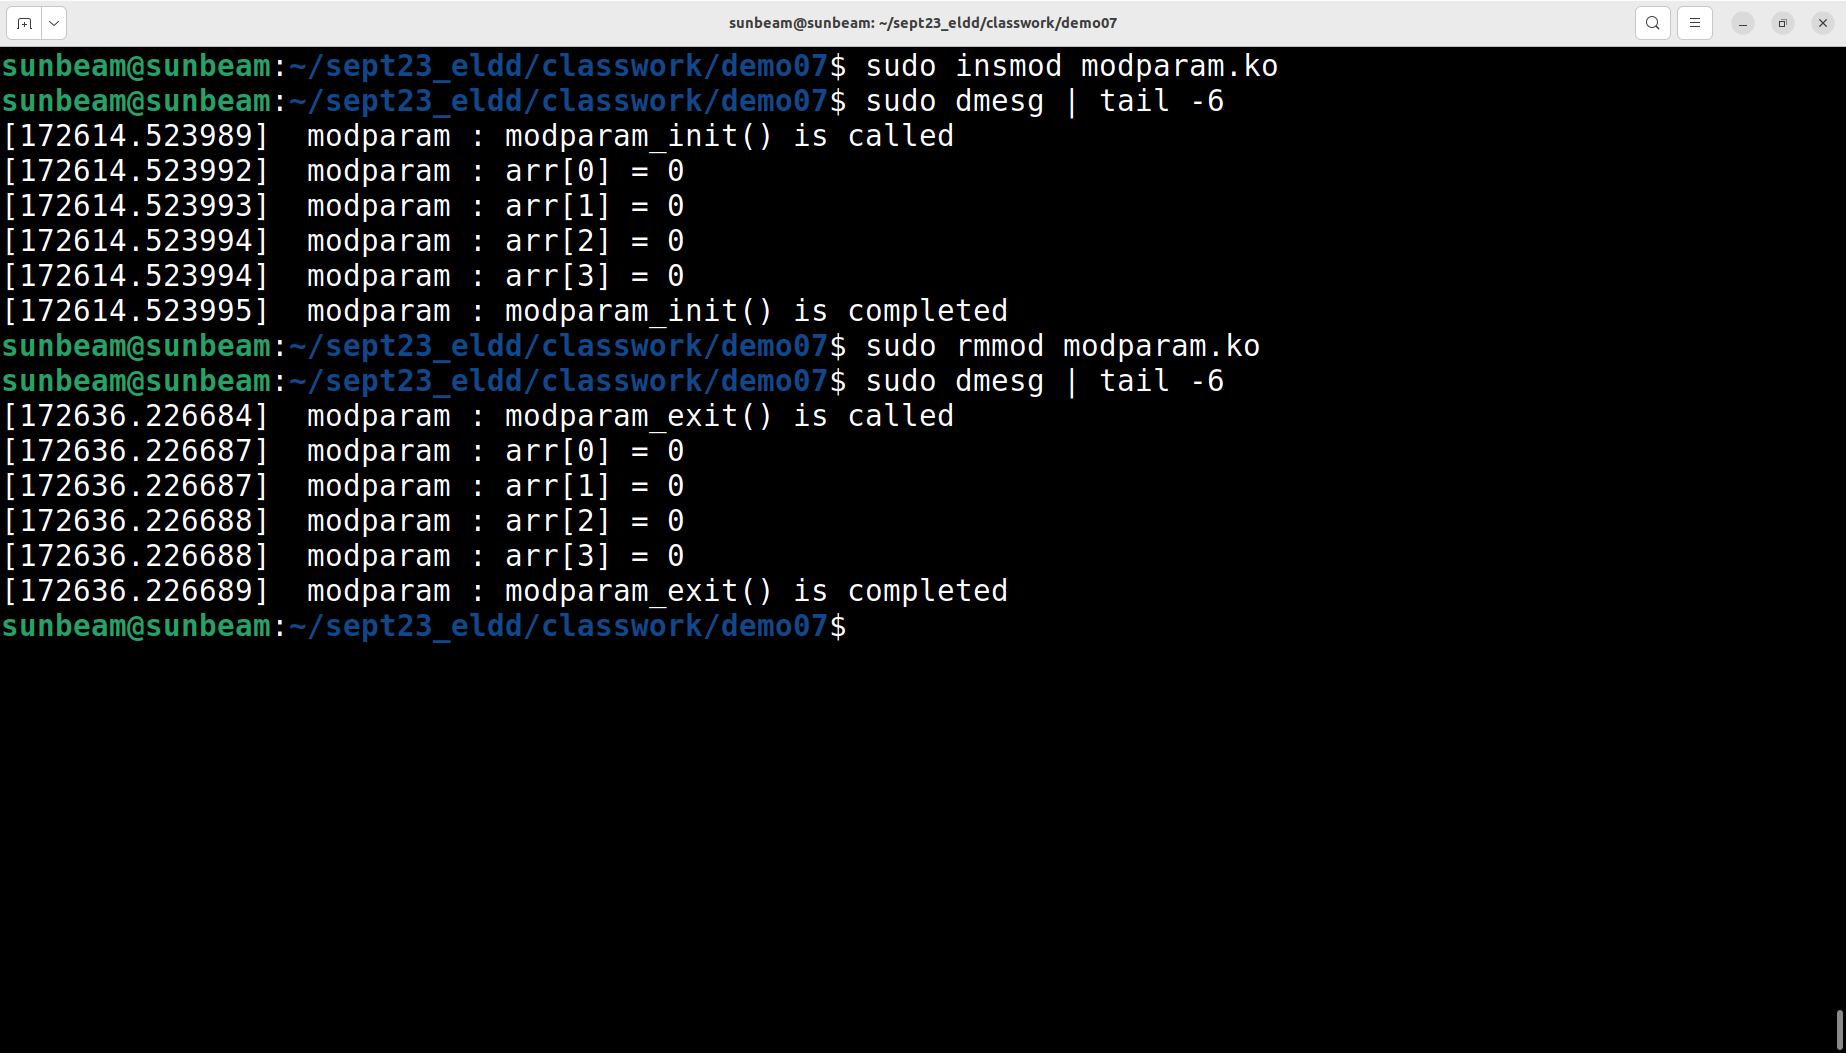 sunbeam@sunbeam: ~/sept23_eldd/classwork/demo07
sunbeam@sunbeam:~/sept23_eldd/classwork/demo07$ sudo insmod modparam.ko
sunbeam@sunbeam:~/sept23_eldd/classwork/demo07$ sudo dmesg | tail -6
[172614.523989]  modparam : modparam_init() is called
[172614.523992]  modparam : arr[0] = 0
[172614.523993]  modparam : arr[1] = 0
[172614.523994]  modparam : arr[2] = 0
[172614.523994]  modparam : arr[3] = 0
[172614.523995]  modparam : modparam_init() is completed
sunbeam@sunbeam:~/sept23_eldd/classwork/demo07$ sudo rmmod modparam.ko
sunbeam@sunbeam:~/sept23_eldd/classwork/demo07$ sudo dmesg | tail -6
[172636.226684]  modparam : modparam_exit() is called
[172636.226687]  modparam : arr[0] = 0
[172636.226687]  modparam : arr[1] = 0
[172636.226688]  modparam : arr[2] = 0
[172636.226688]  modparam : arr[3] = 0
[172636.226689]  modparam : modparam_exit() is completed
sunbeam@sunbeam:~/sept23_eldd/classwork/demo07$